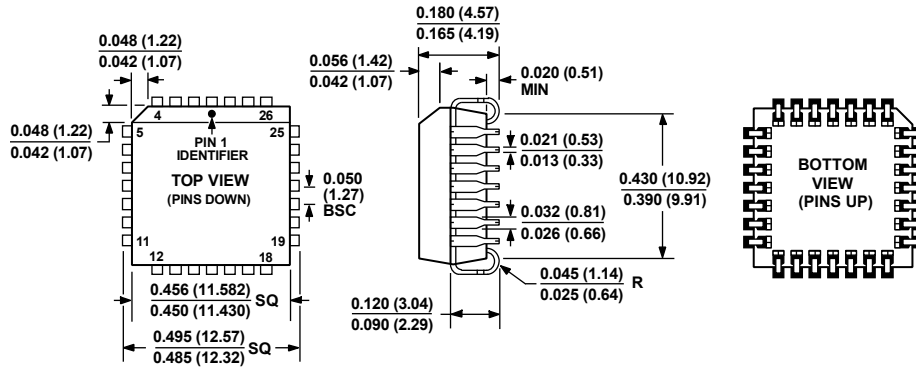 0.180 (4.57)
0.165 (4.19)
0.048 (1.22)
0.042 (1.07)
0.056 (1.42)
0.042 (1.07)
0.020 (0.51)
MIN
4
26
0.048 (1.22)
0.042 (1.07)
5
25
PIN 1
IDENTIFIER
TOP VIEW
(PINS DOWN)
0.050
(1.27)
BSC
11
19
12
18
0.456 (11.582)
0.450 (11.430)
SQ
0.495 (12.57)
0.485 (12.32)
SQ
0.021 (0.53)
0.013 (0.33)
0.032 (0.81)
0.026 (0.66)
0.430 (10.92)
0.390 (9.91)
0.045 (1.14)
0.025 (0.64)
R
0.120 (3.04)
0.090 (2.29)
BOTTOM
VIEW
(PINS UP)